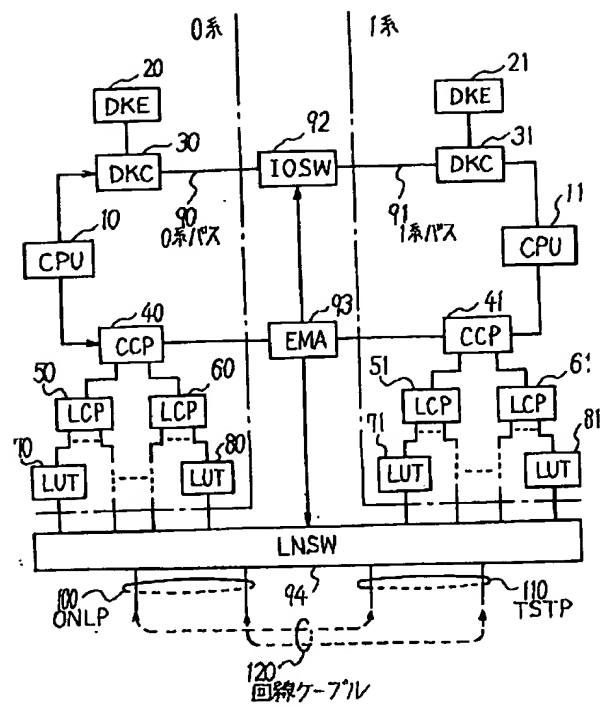 0系
1系
20
DKE
21
DKE
30
DKC
92
IOSW
31
DKC
90
0系パス
91
1系パス
10
CPU
11
CPU
40
CCP
93
EMA
41
CCP
50
LCP
60
LCP
51
LCP
61
LCP
70
LUT
80
LUT
71
LUT
81
LUT
LNSW
94
100
ONLP
110
TSTP
120
回線ケーブル